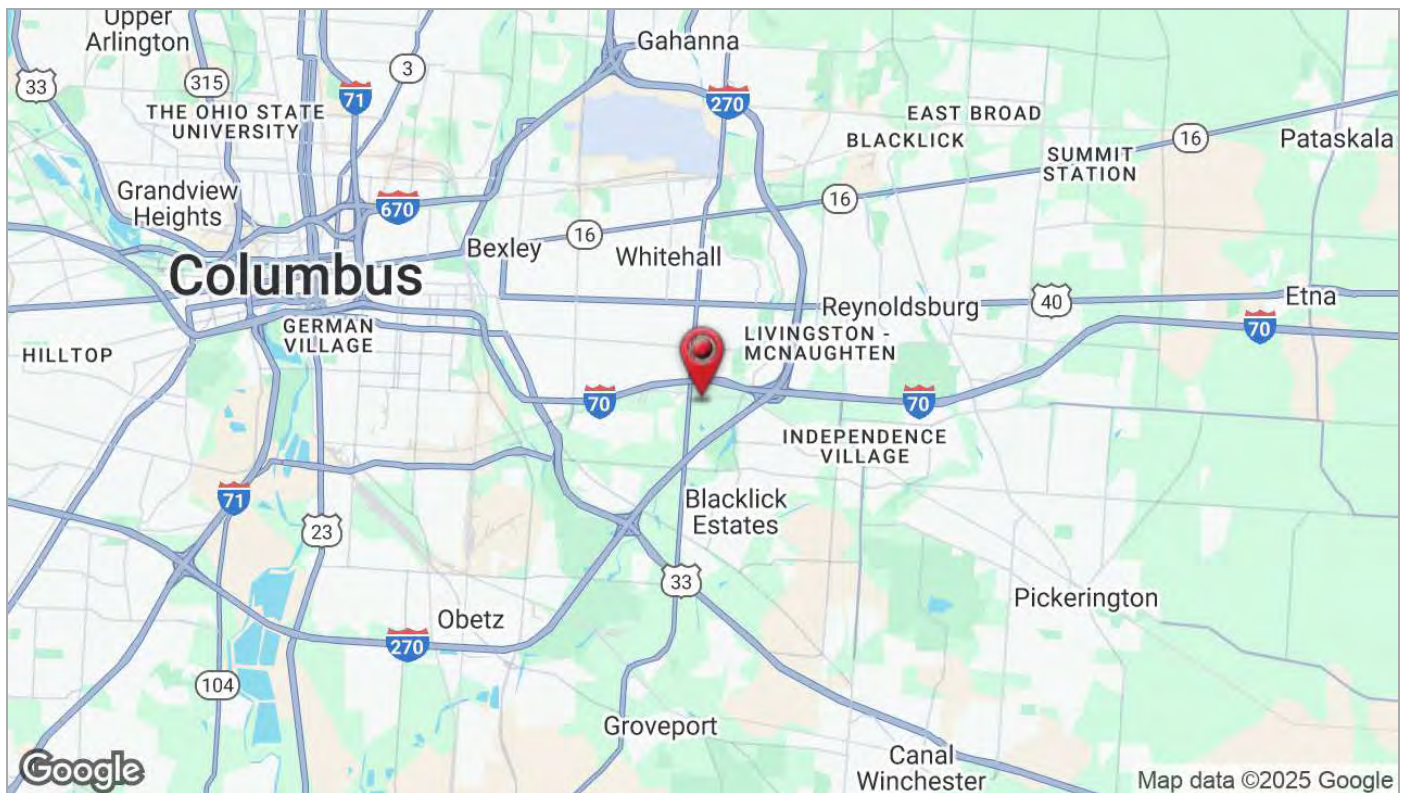 Upper
Arlington
Gahanna
33
315
71
3
270
THE OHIO STATE
UNIVERSITY
EAST BROAD
BLACKLICK
16
Pataskala
SUMMIT
STATION
Grandview
Heights
670
16
Bexley
16
Whitehall
Columbus
Reynoldsburg
40
Etna
GERMAN
VILLAGE
LIVINGSTON -
MCNAUGHTEN
70
HILLTOP
70
70
INDEPENDENCE
VILLAGE
71
23
Blacklick
Estates
33
Pickerington
Obetz
270
104
Groveport
Canal
Winchester
Google
Map data ©2025 Google